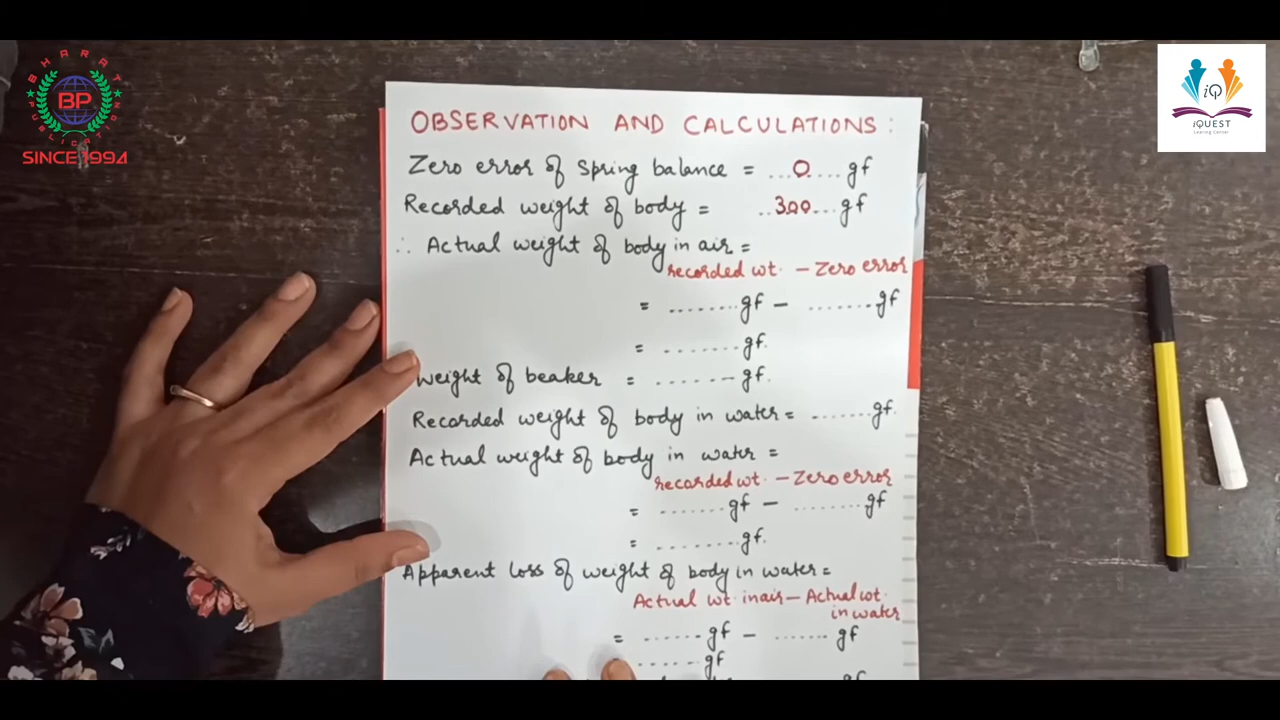 BHARAT
PUBLICATION
BP
SINCE 1994
iQ
iQUEST
Learing Center
OBSERVATION AND CALCULATIONS :
Zero error of Spring balance = ...0....gf
Recorded weight of body = ..300...gf
∴ Actual weight of body in air =
recorded wt. - Zero error
= ........gf - ........gf
= .......gf.
Weight of beaker = .......gf.
Recorded weight of body in water = .......gf.
Actual weight of body in water =
recorded wt. - Zero error
= .......gf - ........gf
= ........gf.
Apparent loss of weight of body in water =
Actual wt. in air - Actual wt.
in water
= ......gf - ......gf
.....gf
gf